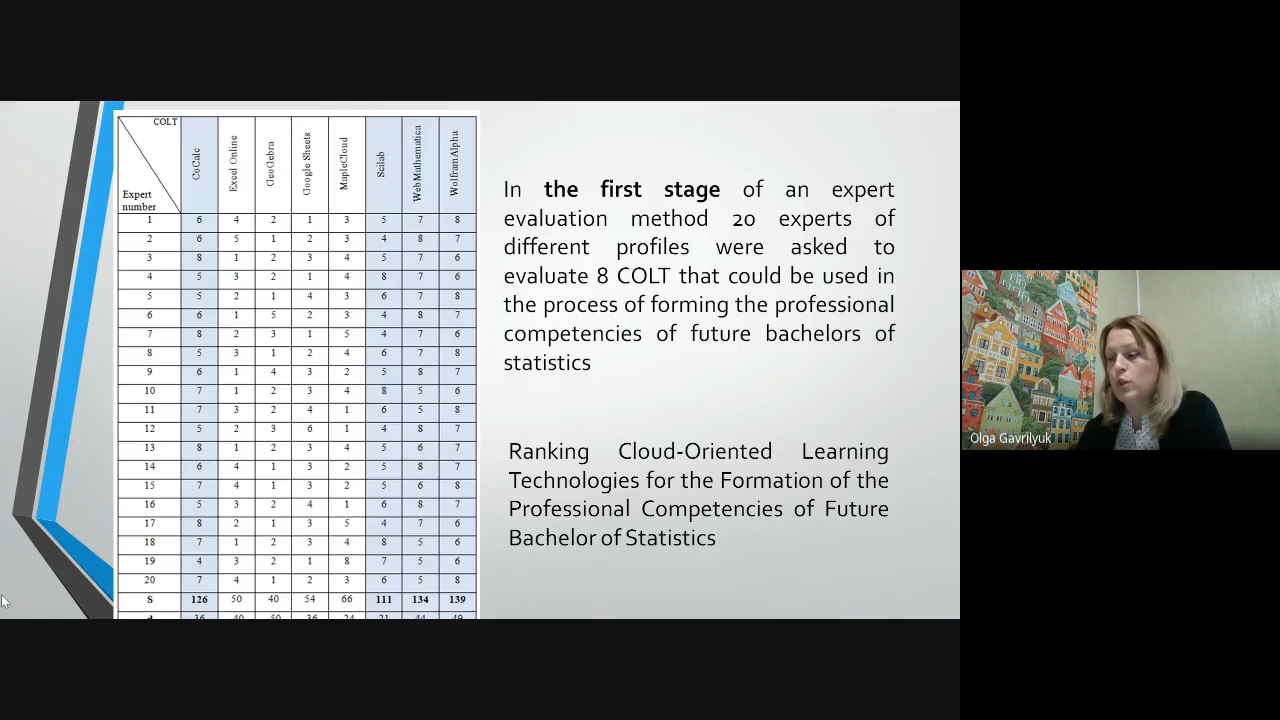 COLT
Expert
number
CoCalc
Excel Online
GeoGebra
Google Sheets
MapleCloud
Scilab
WebMathematica
WolframAlpha
1 6 4 2 1 3 5 7 8
2 6 5 1 2 3 4 8 7
3 8 1 2 3 4 5 7 6
4 5 3 2 1 4 8 7 6
5 5 2 1 4 3 6 7 8
6 6 1 5 2 3 4 8 7
7 8 2 3 1 5 4 7 6
8 5 3 1 2 4 6 7 8
9 6 1 4 3 2 5 8 7
10 7 1 2 3 4 8 5 6
11 7 3 2 4 1 6 5 8
12 5 2 3 6 1 4 8 7
13 8 1 2 3 4 5 6 7
14 6 4 1 3 2 5 8 7
15 7 4 1 3 2 5 6 8
16 5 3 2 4 1 6 8 7
17 8 2 1 3 5 4 7 6
18 7 1 2 3 4 8 5 6
19 4 3 2 1 8 7 5 6
20 7 4 1 2 3 6 5 8
S 126 50 40 54 66 111 134 139
In the first stage of an expert
evaluation method 20 experts of
different profiles were asked to
evaluate 8 COLT that could be used in
the process of forming the professional
competencies of future bachelors of
statistics
Ranking Cloud-Oriented Learning
Technologies for the Formation of the
Professional Competencies of Future
Bachelor of Statistics
Olga Gavrilyuk